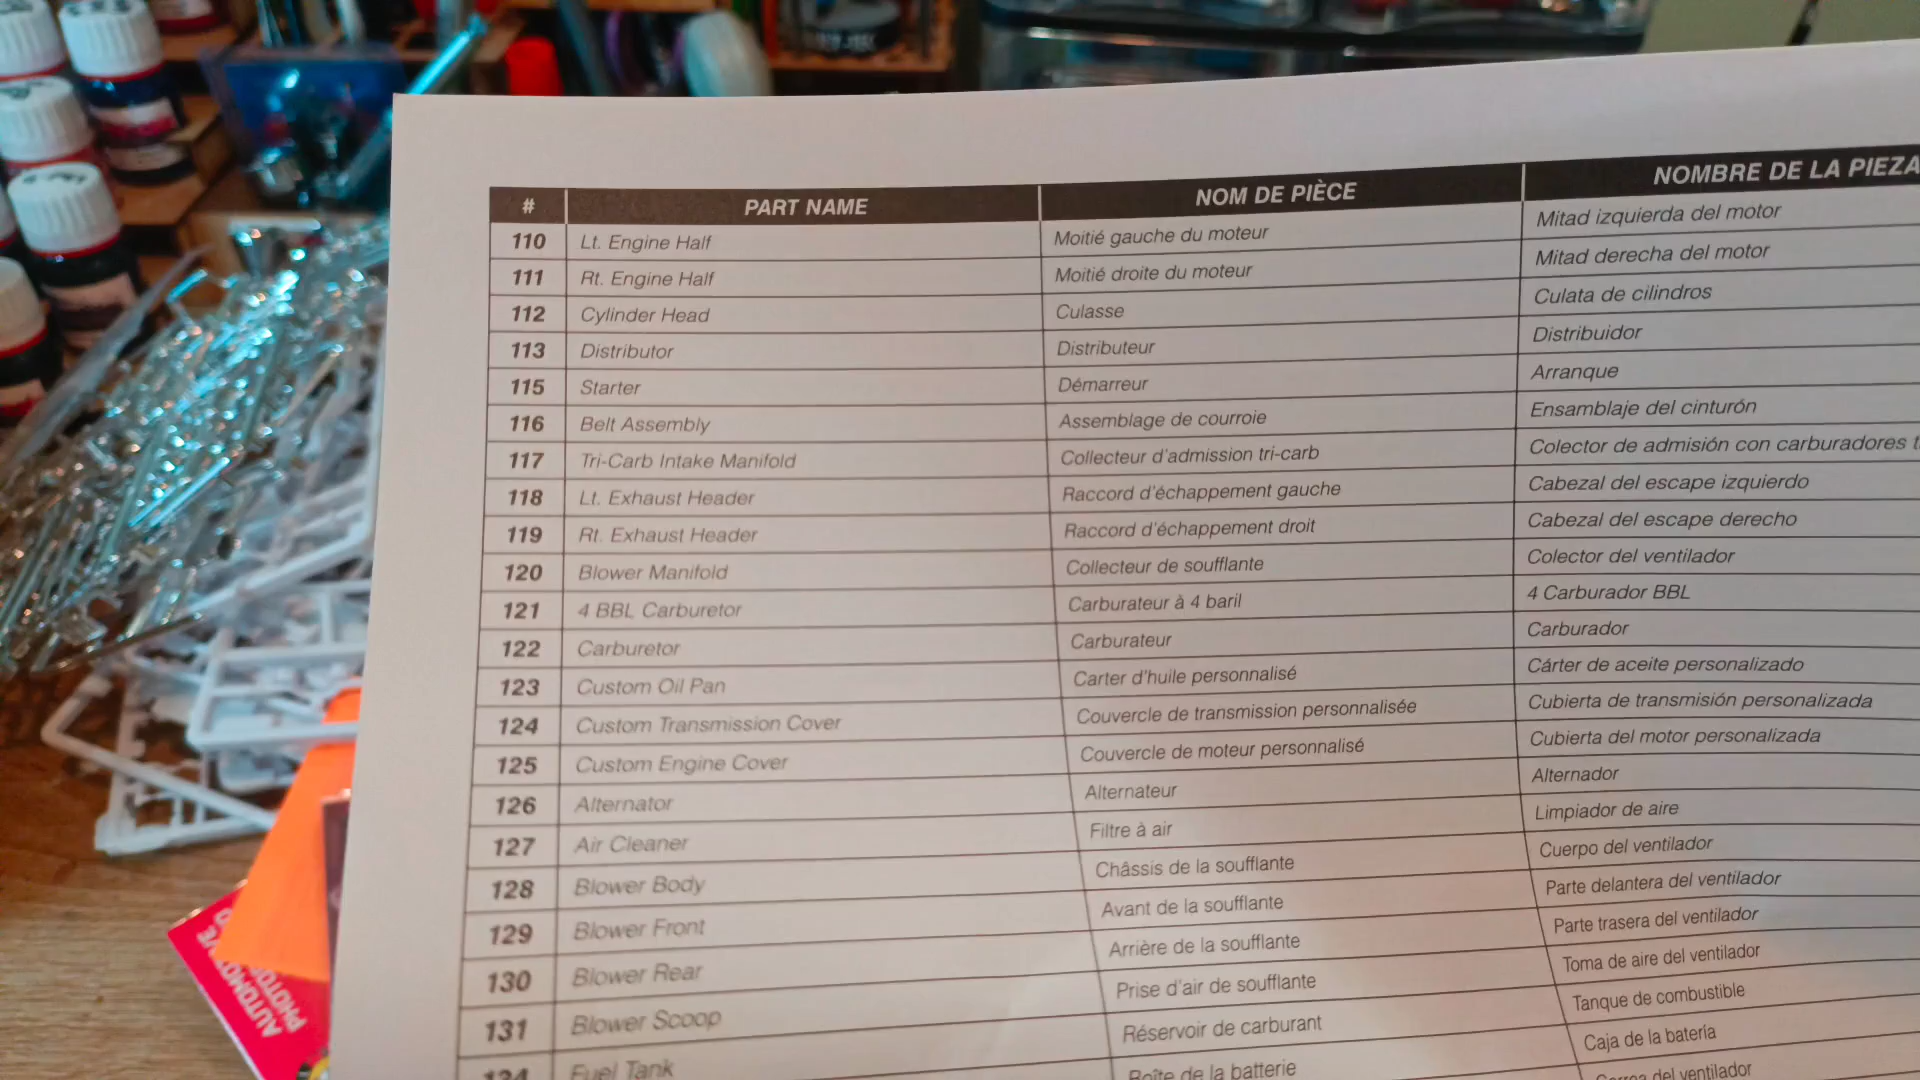 # PART NAME NOM DE PIÈCE NOMBRE DE LA PIEZA
110 Lt. Engine Half Moitié gauche du moteur Mitad izquierda del motor
111 Rt. Engine Half Moitié droite du moteur Mitad derecha del motor
112 Cylinder Head Culasse Culata de cilindros
113 Distributor Distributeur Distribuidor
115 Starter Démarreur Arranque
116 Belt Assembly Assemblage de courroie Ensamblaje del cinturón
117 Tri-Carb Intake Manifold Collecteur d'admission tri-carb Colector de admisión con carburadores
118 Lt. Exhaust Header Raccord d'échappement gauche Cabezal del escape izquierdo
119 Rt. Exhaust Header Raccord d'échappement droit Cabezal del escape derecho
120 Blower Manifold Collecteur de soufflante Colector del ventilador
121 4 BBL Carburetor Carburateur à 4 baril 4 Carburador BBL
122 Carburetor Carburateur Carburador
123 Custom Oil Pan Carter d'huile personnalisé Cárter de aceite personalizado
124 Custom Transmission Cover Couvercle de transmission personnalisée Cubierta de transmisión personalizada
125 Custom Engine Cover Couvercle de moteur personnalisé Cubierta del motor personalizada
126 Alternator Alternateur Alternador
127 Air Cleaner Filtre à air Limpiador de aire
128 Blower Body Châssis de la soufflante Cuerpo del ventilador
129 Blower Front Avant de la soufflante Parte delantera del ventilador
130 Blower Rear Arrière de la soufflante Parte trasera del ventilador
131 Blower Scoop Prise d'air de soufflante Toma de aire del ventilador
134 Fuel Tank Réservoir de carburant Tanque de combustible
Boîte de la batterie Caja de la batería
del ventilador